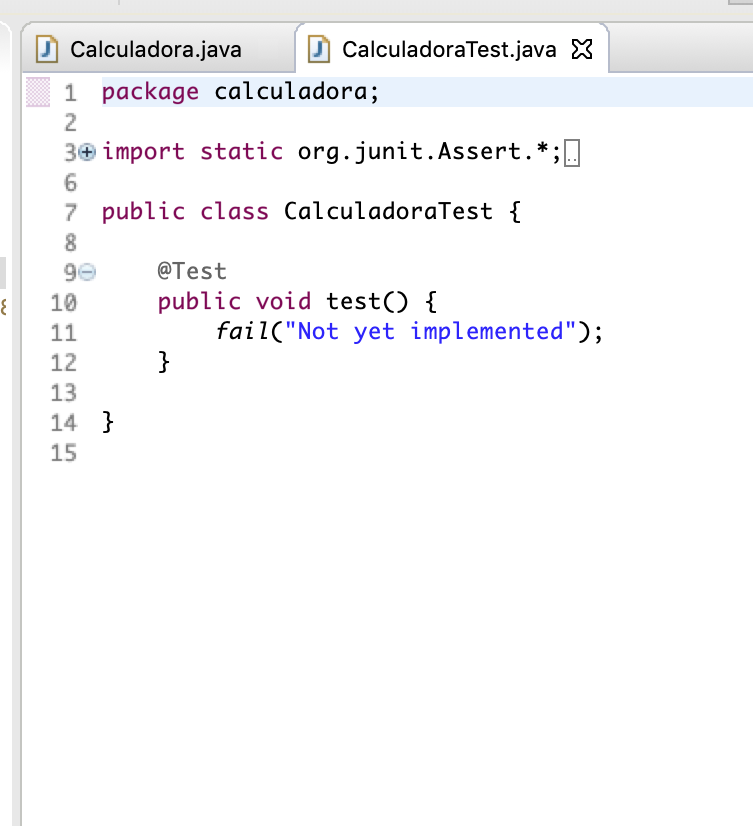 Calculadora.java
CalculadoraTest.java
1 package calculadora;
2
3 import static org.junit.Assert.*;
6
7 public class CalculadoraTest {
8
9 @Test
10 public void test() {
11 fail("Not yet implemented");
12 }
13
14 }
15